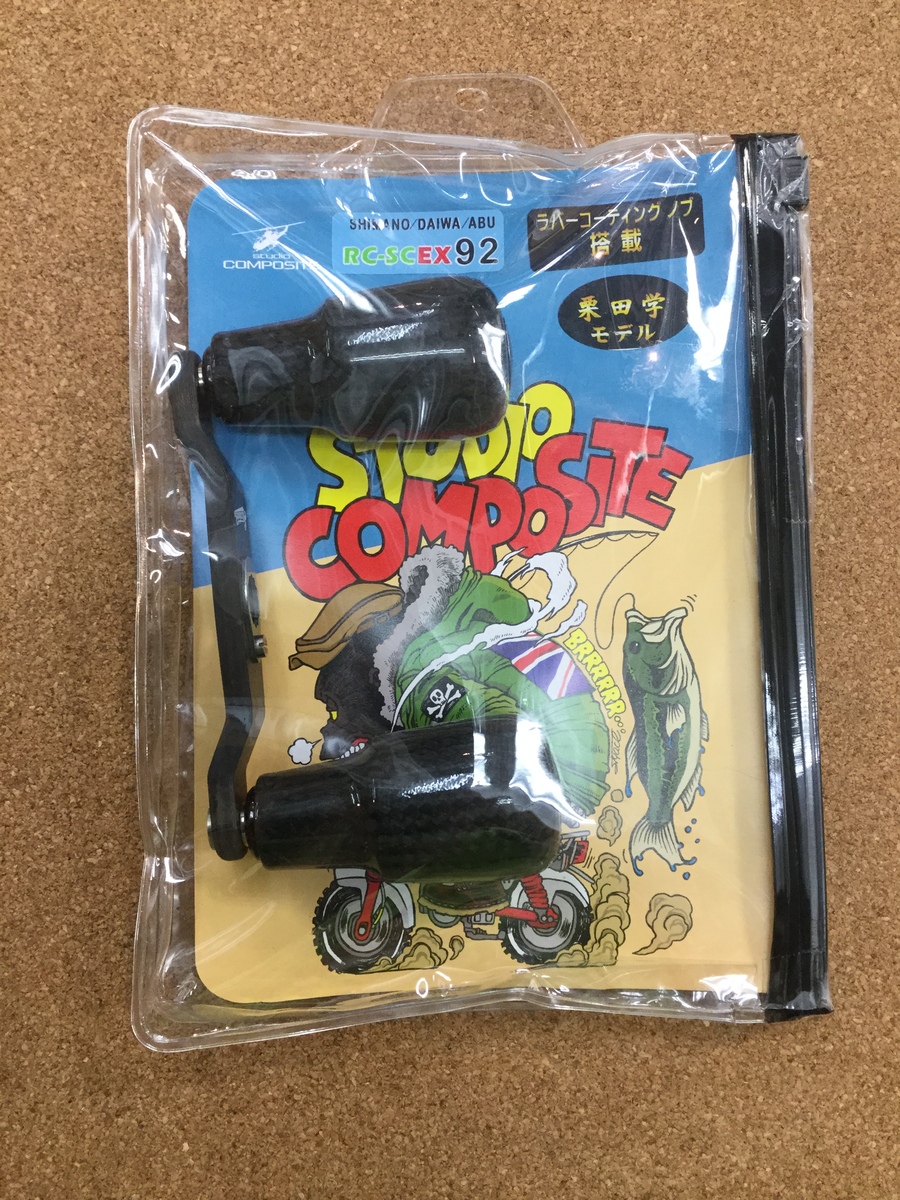 studio
COMPOSITE
SHIMANO/DAIWA/ABU
RC-SCEX92
ラバーコーティングノブ
搭載
栗田学
モデル
STUDIO
COMPOSITE
BRRRRRRR